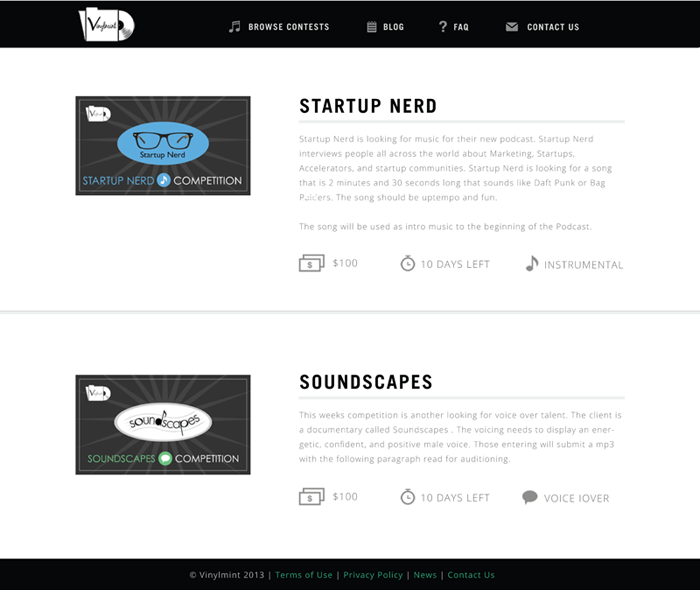 Vinylmint
BROWSE CONTESTS
BLOG
FAQ
CONTACT US
Startup Nerd
STARTUP NERD COMPETITION
STARTUP NERD
Startup Nerd is looking for music for their new podcast. Startup Nerd
interviews people all across the world about Marketing, Startups,
Accelerators, and startup communities. Startup Nerd is looking for a song
that is 2 minutes and 30 seconds long that sounds like Daft Punk or Bag
Puicers. The song should be uptempo and fun.
The song will be used as intro music to the beginning of the Podcast.
$100
10 DAYS LEFT
INSTRUMENTAL
soundscapes
SOUNDSCAPES COMPETITION
SOUNDSCAPES
This weeks competition is another looking for voice over talent. The client is
a documentary called Soundscapes . The voicing needs to display an ener-
getic, confident, and positive male voice. Those entering will submit a mp3
with the following paragraph read for auditioning.
$100
10 DAYS LEFT
VOICE IOVER
© Vinylmint 2013 | Terms of Use | Privacy Policy | News | Contact Us